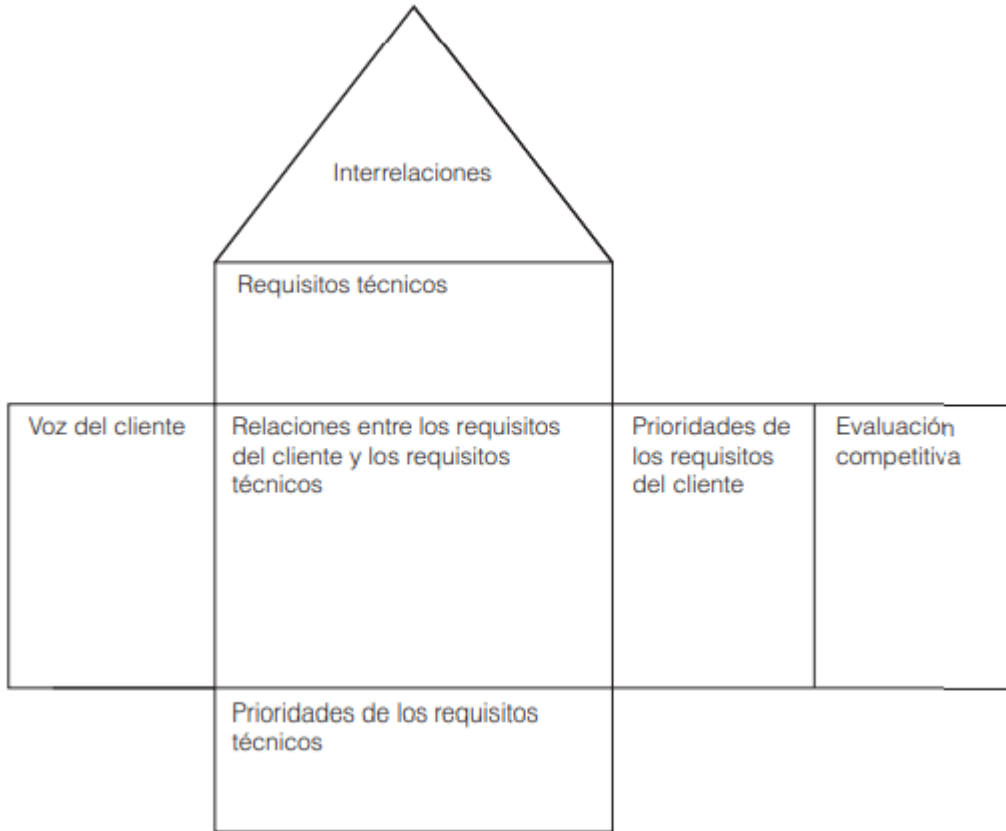 Interrelaciones
Requisitos técnicos
Voz del cliente
Relaciones entre los requisitos
del cliente y los requisitos
técnicos
Prioridades de
los requisitos
del cliente
Evaluación
competitiva
Prioridades de los requisitos
técnicos